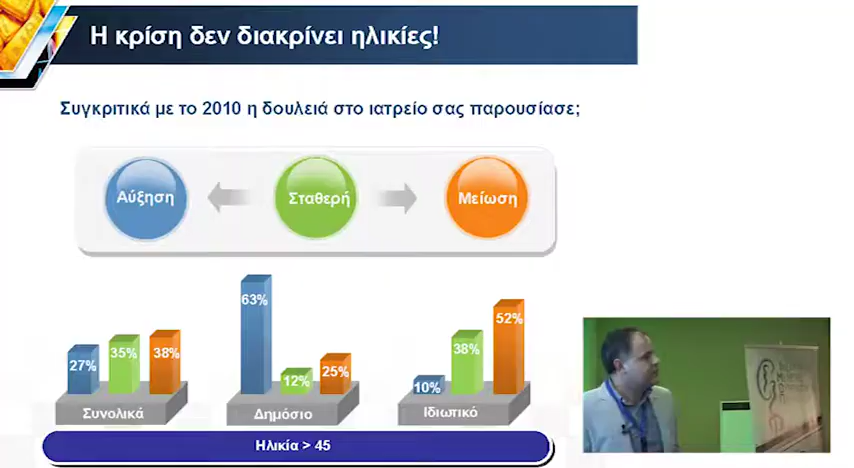 Η κρίση δεν διακρίνει ηλικίες!
Συγκριτικά με το 2010 η δουλειά στο ιατρείο σας παρουσίασε;
Αύξηση
Σταθερή
Μείωση
27% 35% 38%
63% 12% 25%
10% 38% 52%
Συνολικά
Δημόσιο
Ιδιωτικό
Ηλικία > 45